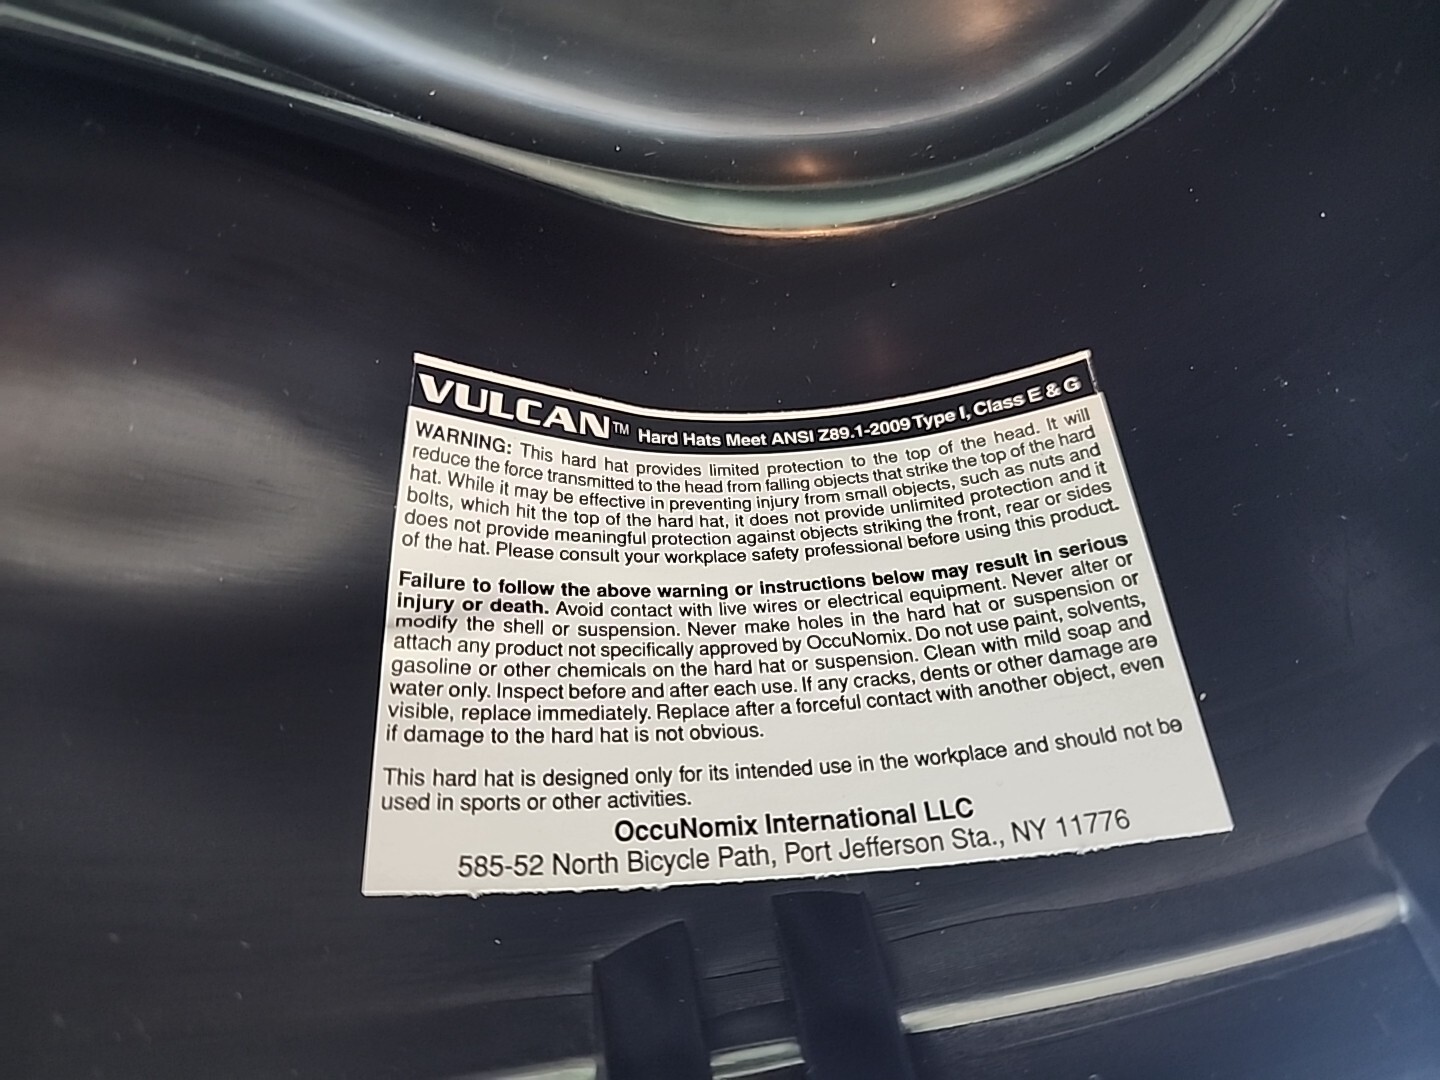 VULCAN™ Hard Hats Meet ANSI Z89.1-2009 Type I, Class E & G
WARNING: This hard hat provides limited protection to the top of the head. It will
reduce the force transmitted to the head from falling objects that strike the top of the hard
hat. While it may be effective in preventing injury from small objects, such as nuts and
bolts, which hit the top of the hard hat, it does not provide unlimited protection and it
does not provide meaningful protection against objects striking the front, rear or sides
of the hat. Please consult your workplace safety professional before using this product.
Failure to follow the above warning or instructions below may result in serious
injury or death. Avoid contact with live wires or electrical equipment. Never alter or
modify the shell or suspension. Never make holes in the hard hat or suspension or
attach any product not specifically approved by OccuNomix. Do not use paint, solvents,
gasoline or other chemicals on the hard hat or suspension. Clean with mild soap and
water only. Inspect before and after each use. If any cracks, dents or other damage are
visible, replace immediately. Replace after a forceful contact with another object, even
if damage to the hard hat is not obvious.
This hard hat is designed only for its intended use in the workplace and should not be
used in sports or other activities.
OccuNomix International LLC
585-52 North Bicycle Path, Port Jefferson Sta., NY 11776